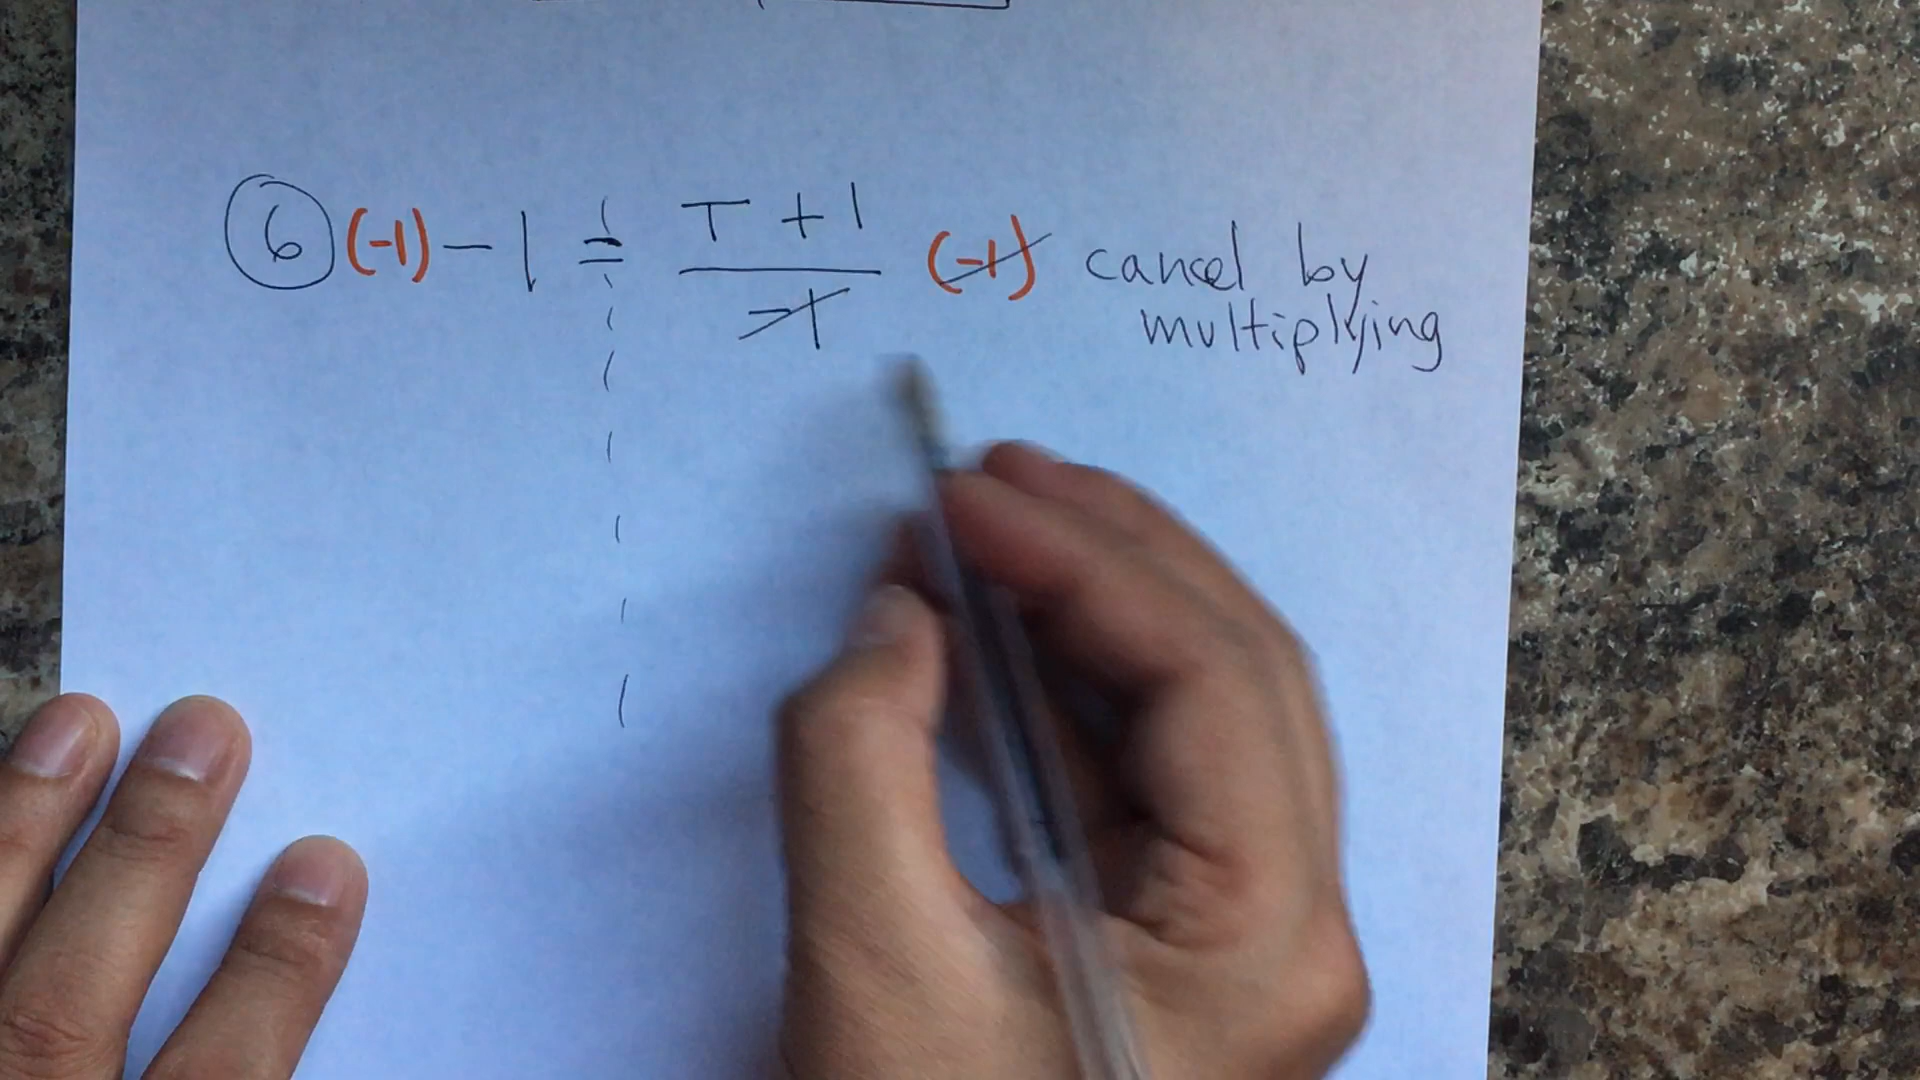 6 (-1) - 1 = T + 1 (-1) cancel by
-1 multiplying